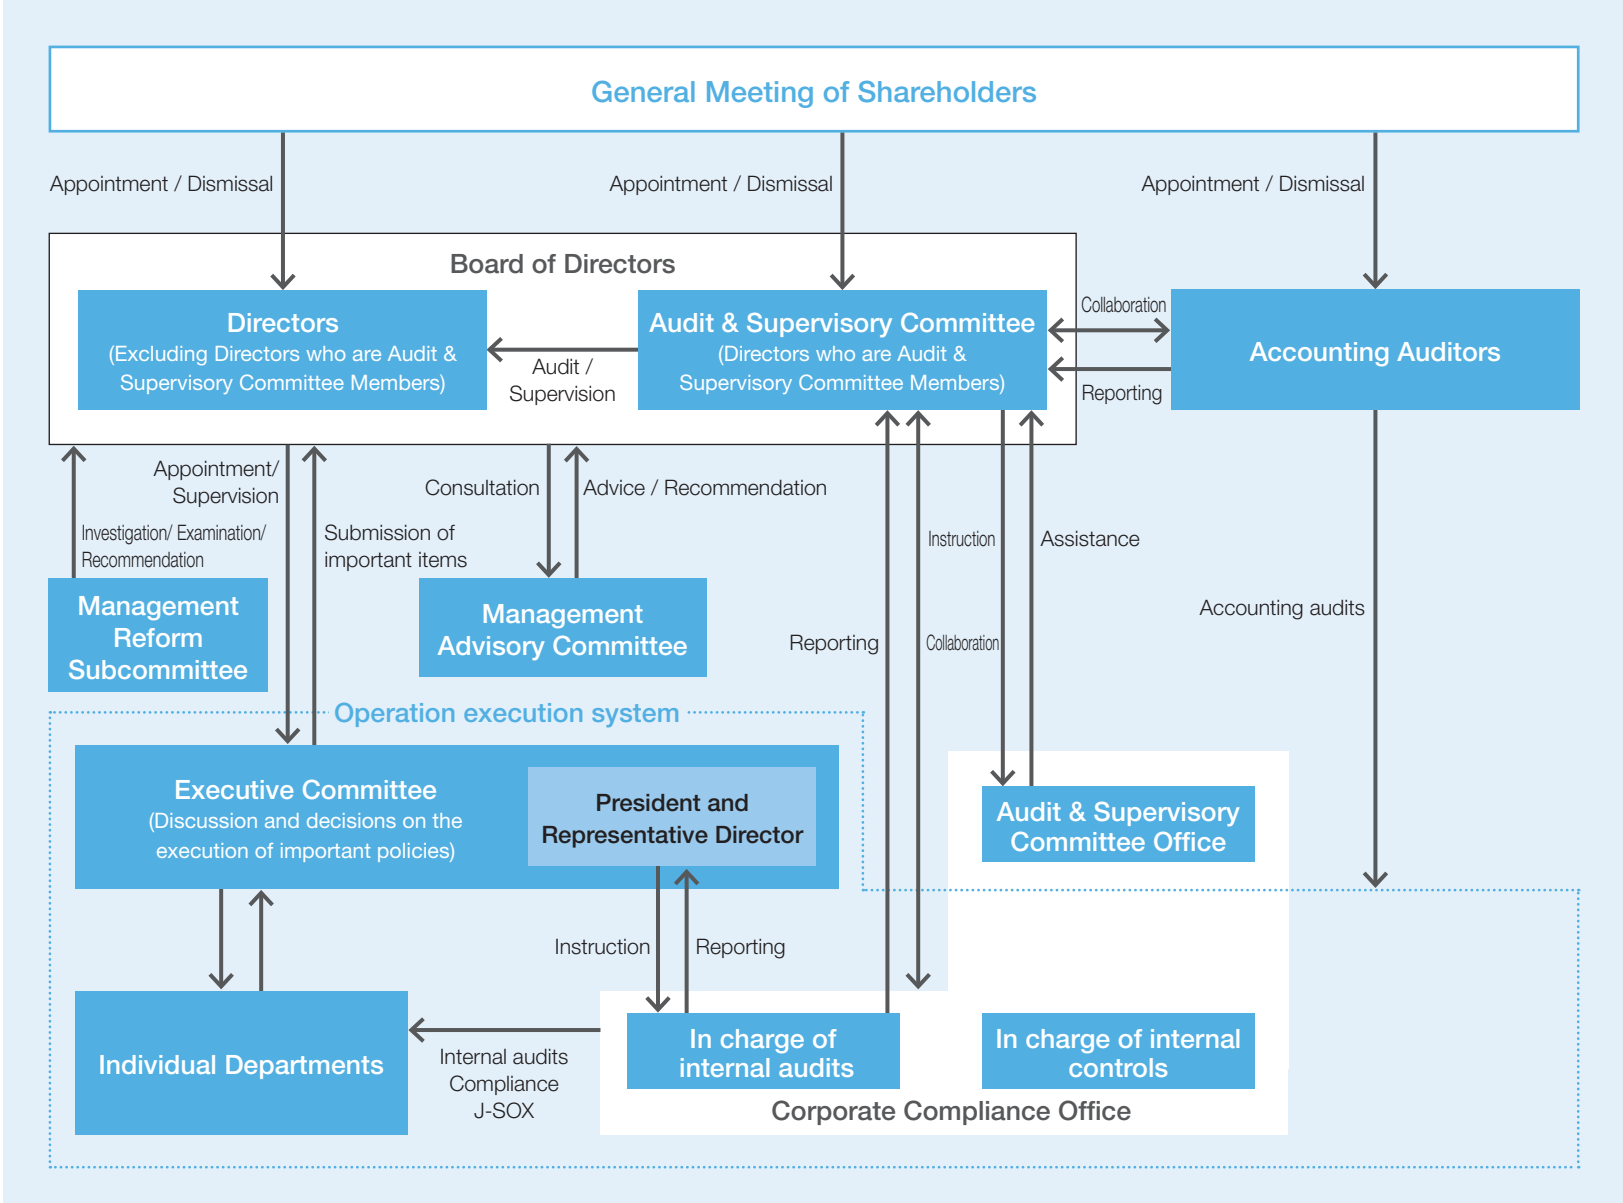 General Meeting of Shareholders
Appointment / Dismissal
Appointment / Dismissal
Appointment / Dismissal
Board of Directors
Directors
(Excluding Directors who are Audit &
Supervisory Committee Members)
Audit /
Supervision
Audit & Supervisory Committee
(Directors who are Audit &
Supervisory Committee Members)
Collaboration
Reporting
Accounting Auditors
Appointment/
Supervision
Investigation/ Examination/
Recommendation
Submission of
important items
Consultation
Advice / Recommendation
Instruction
Assistance
Management
Reform
Subcommittee
Management
Advisory Committee
Reporting
Collaboration
Accounting audits
Operation execution system
Executive Committee
(Discussion and decisions on the
execution of important policies)
President and
Representative Director
Audit & Supervisory
Committee Office
Instruction
Reporting
Individual Departments
Internal audits
Compliance
J-SOX
In charge of
internal audits
In charge of internal
controls
Corporate Compliance Office